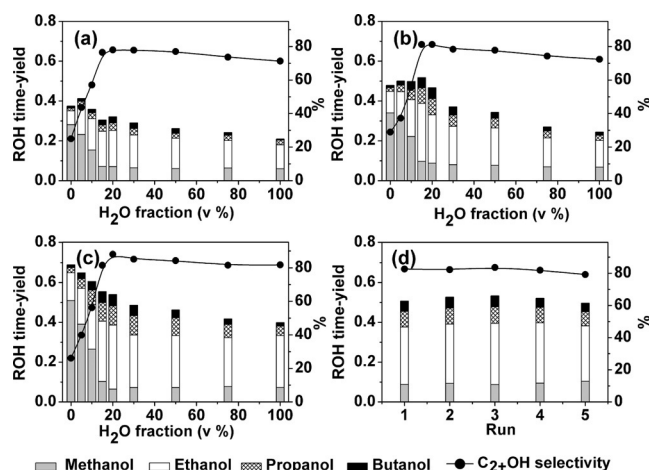 (a)
ROH time-yield
0.8
0.6
0.4
0.2
0.0
80
60
40
20
0
%
0 20 40 60 80 100
H2O fraction (v %)
(b)
ROH time-yield
0.8
0.6
0.4
0.2
0.0
80
60
40
20
0
%
0 20 40 60 80 100
H2O fraction (v %)
(c)
ROH time-yield
0.8
0.6
0.4
0.2
0.0
80
60
40
20
0
%
0 20 40 60 80 100
H2O fraction (v %)
(d)
ROH time-yield
0.8
0.6
0.4
0.2
0.0
80
60
40
20
0
%
1 2 3 4 5
Run
Methanol Ethanol Propanol Butanol C2+OH selectivity